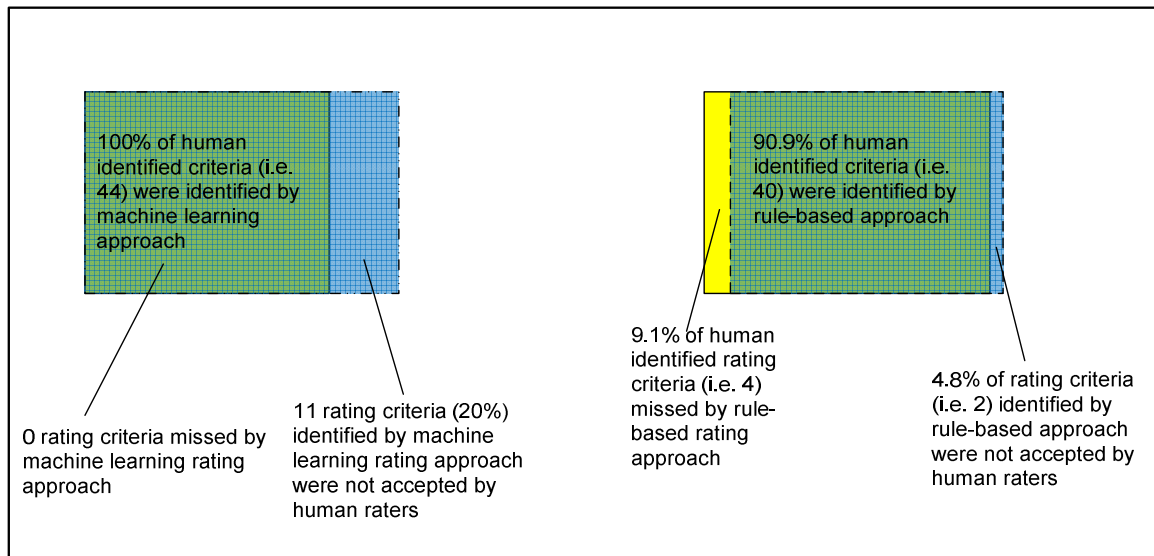 100% of human
identified criteria (i.e.
44) were identified by
machine learning
approach
0 rating criteria missed by
machine learning rating
approach
11 rating criteria (20%)
identified by machine
learning rating approach
were not accepted by
human raters
90.9% of human
identified criteria (i.e.
40) were identified by
rule-based approach
9.1% of human
identified rating
criteria (i.e. 4)
missed by rule-
based rating
approach
4.8% of rating criteria
(i.e. 2) identified by
rule-based approach
were not accepted by
human raters